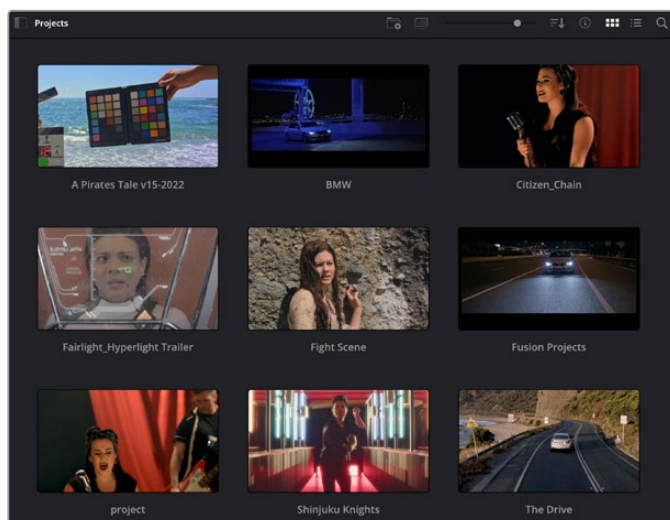 Projects
A Pirates Tale v15-2022
BMW
Citizen_Chain
Fairlight_Hyperlight Trailer
Fight Scene
Fusion Projects
project
Shinjuku Knights
The Drive